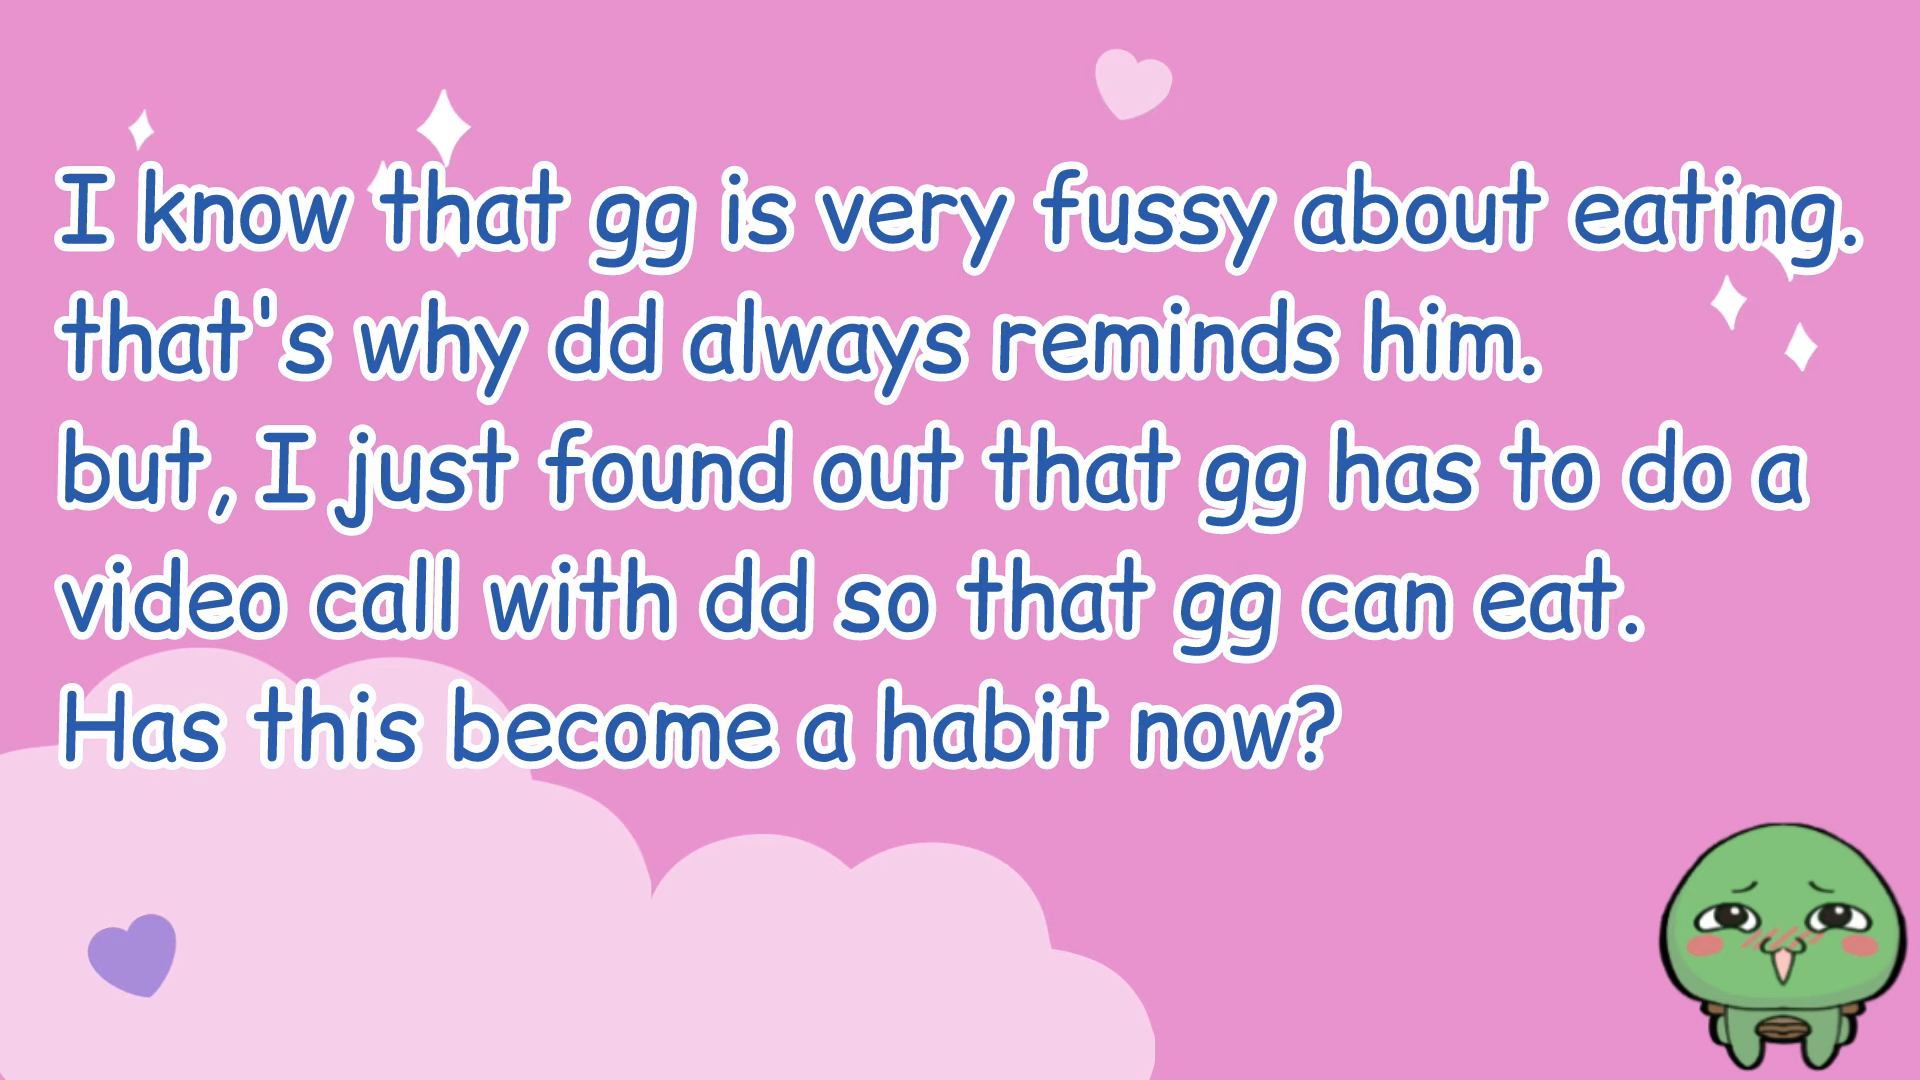 I know that gg is very fussy about eating.
that's why dd always reminds him.
but, I just found out that gg has to do a
video call with dd so that gg can eat.
Has this become a habit now?